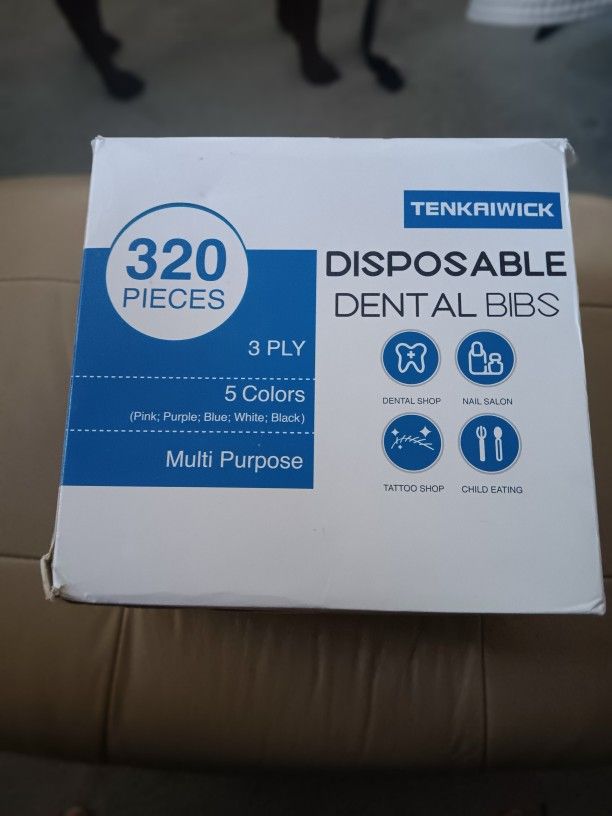 TENKAIWICK
320
PIECES
3 PLY
5 Colors
(Pink; Purple; Blue; White; Black)
Multi Purpose
DISPOSABLE
DENTAL BIBS
DENTAL SHOP
NAIL SALON
TATTOO SHOP
CHILD EATING